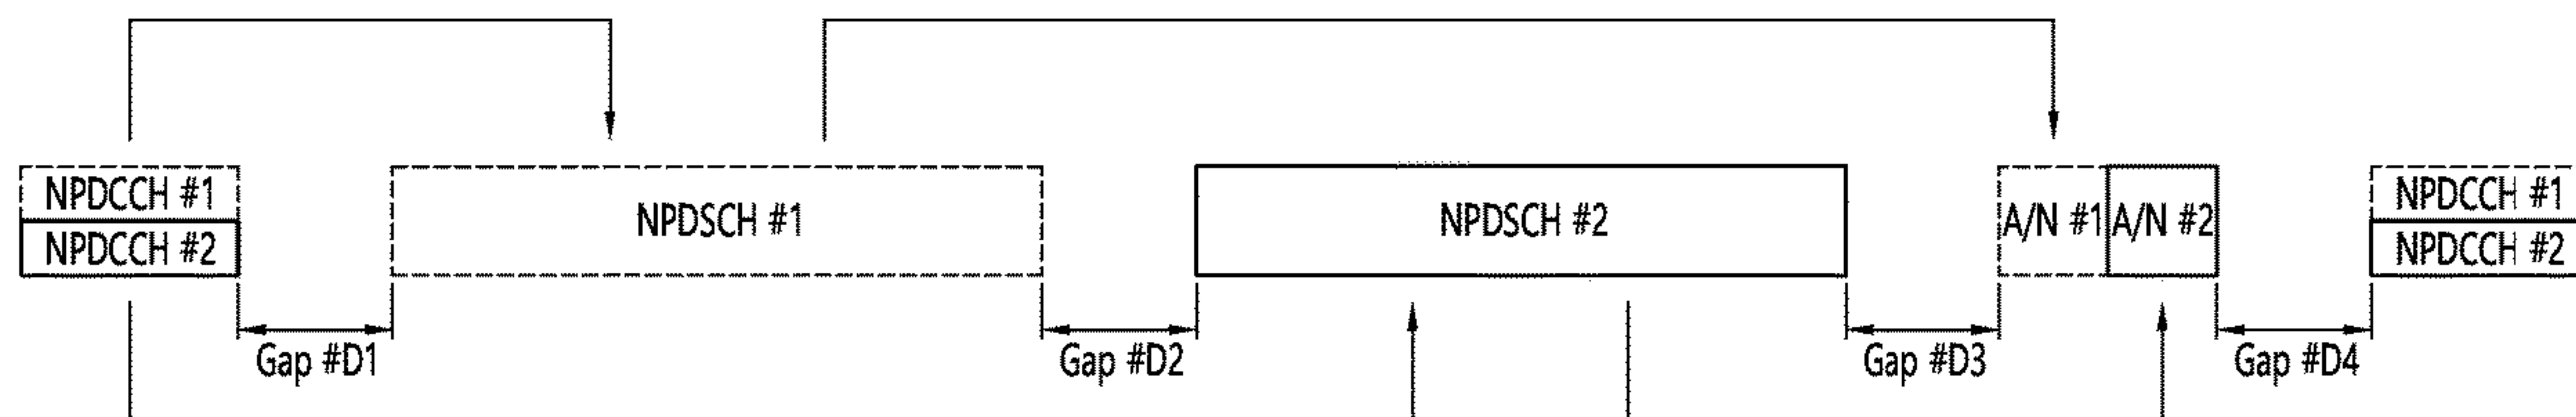 NPDCCH #1
NPDCCH #2
NPDSCH #1
NPDSCH #2
A/N #1
A/N #2
NPDCCH #1
NPDCCH #2
Gap #D1
Gap #D2
Gap #D3
Gap #D4